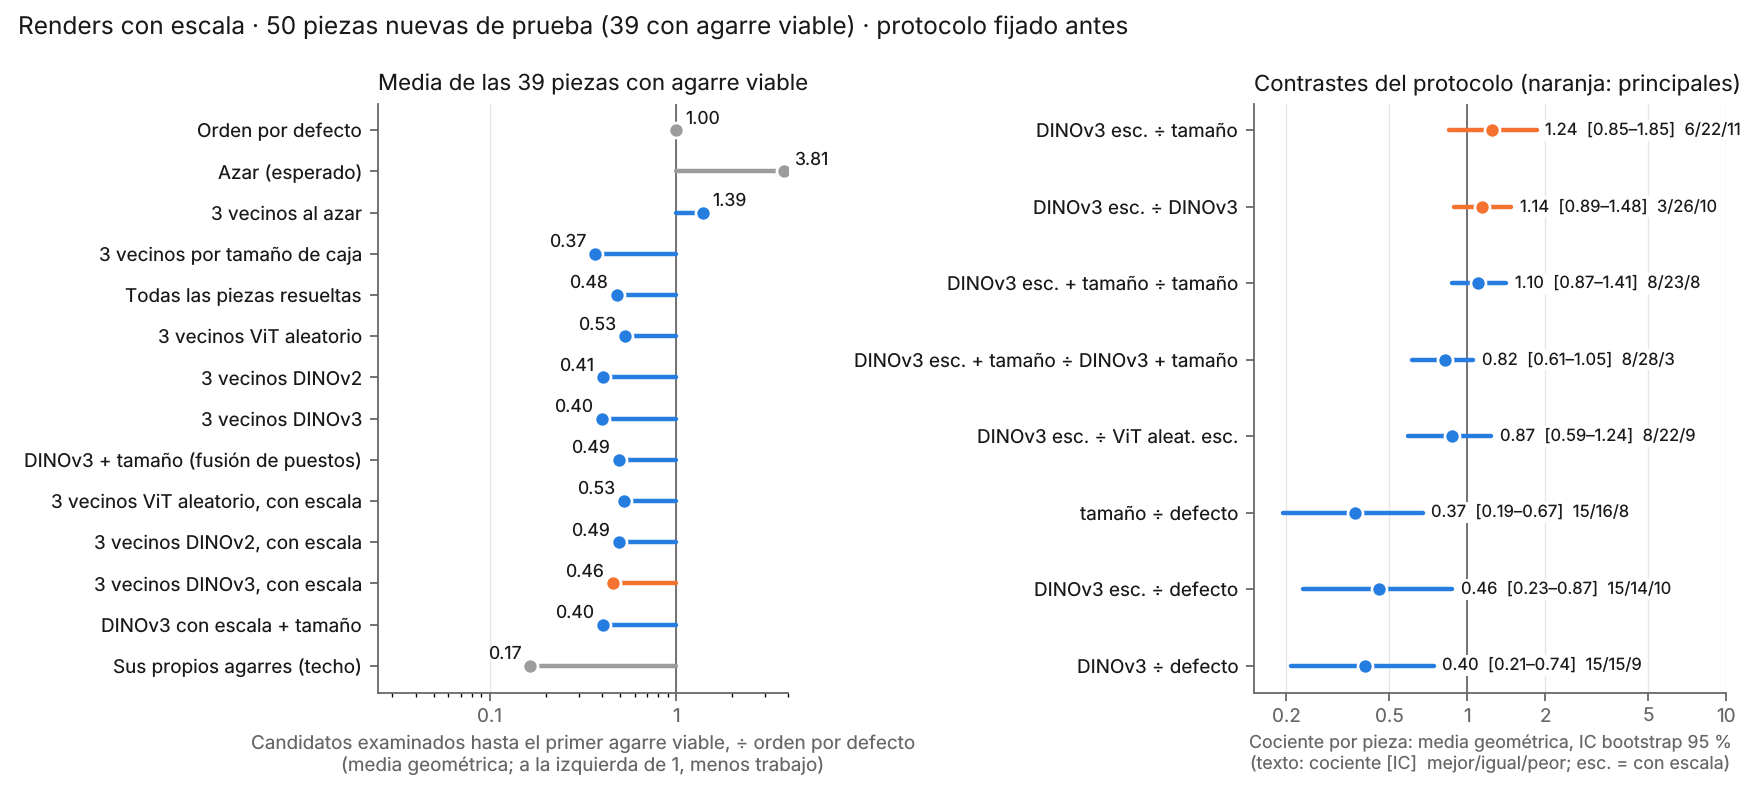 Renders con escala · 50 piezas nuevas de prueba (39 con agarre viable) · protocolo fijado antes
Media de las 39 piezas con agarre viable
Orden por defecto 1.00
Azar (esperado) 3.81
3 vecinos al azar 1.39
3 vecinos por tamaño de caja 0.37
Todas las piezas resueltas 0.48
3 vecinos ViT aleatorio 0.53
3 vecinos DINOv2 0.41
3 vecinos DINOv3 0.40
DINOv3 + tamaño (fusión de puestos) 0.49
3 vecinos ViT aleatorio, con escala 0.53
3 vecinos DINOv2, con escala 0.49
3 vecinos DINOv3, con escala 0.46
DINOv3 con escala + tamaño 0.40
Sus propios agarres (techo) 0.17
0.1 1
Candidatos examinados hasta el primer agarre viable, ÷ orden por defecto
(media geométrica; a la izquierda de 1, menos trabajo)
Contrastes del protocolo (naranja: principales)
DINOv3 esc. ÷ tamaño 1.24 [0.85–1.85] 6/22/11
DINOv3 esc. ÷ DINOv3 1.14 [0.89–1.48] 3/26/10
DINOv3 esc. + tamaño ÷ tamaño 1.10 [0.87–1.41] 8/23/8
DINOv3 esc. + tamaño ÷ DINOv3 + tamaño 0.82 [0.61–1.05] 8/28/3
DINOv3 esc. ÷ ViT aleat. esc. 0.87 [0.59–1.24] 8/22/9
tamaño ÷ defecto 0.37 [0.19–0.67] 15/16/8
DINOv3 esc. ÷ defecto 0.46 [0.23–0.87] 15/14/10
DINOv3 ÷ defecto 0.40 [0.21–0.74] 15/15/9
0.2 0.5 1 2 5 10
Cociente por pieza: media geométrica, IC bootstrap 95 %
(texto: cociente [IC] mejor/igual/peor; esc. = con escala)